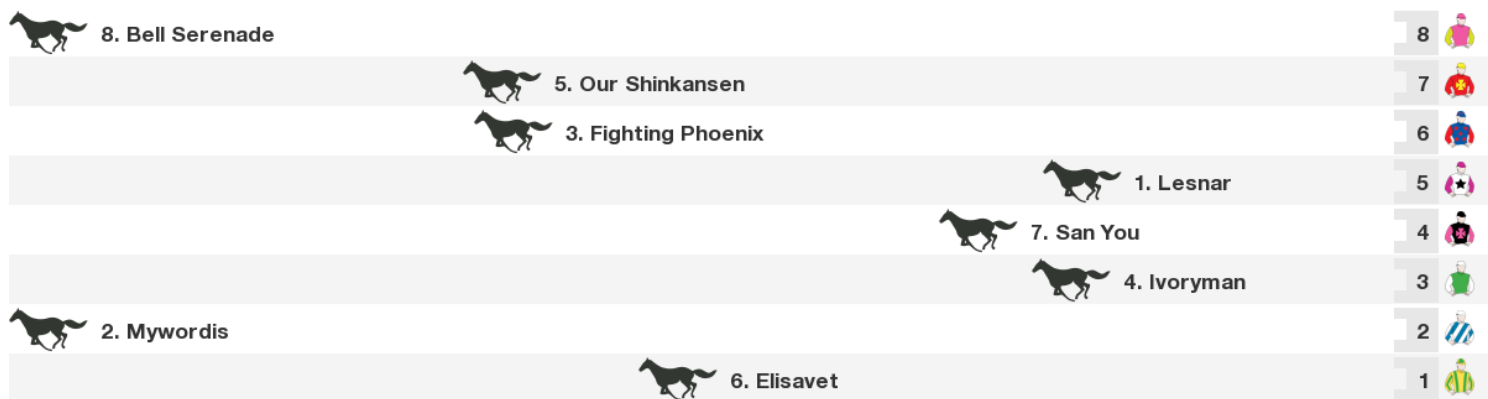 8. Bell Serenade 8
5. Our Shinkansen 7
3. Fighting Phoenix 6
1. Lesnar 5
7. San You 4
4. Ivoryman 3
2. Mywordis 2
6. Elisavet 1